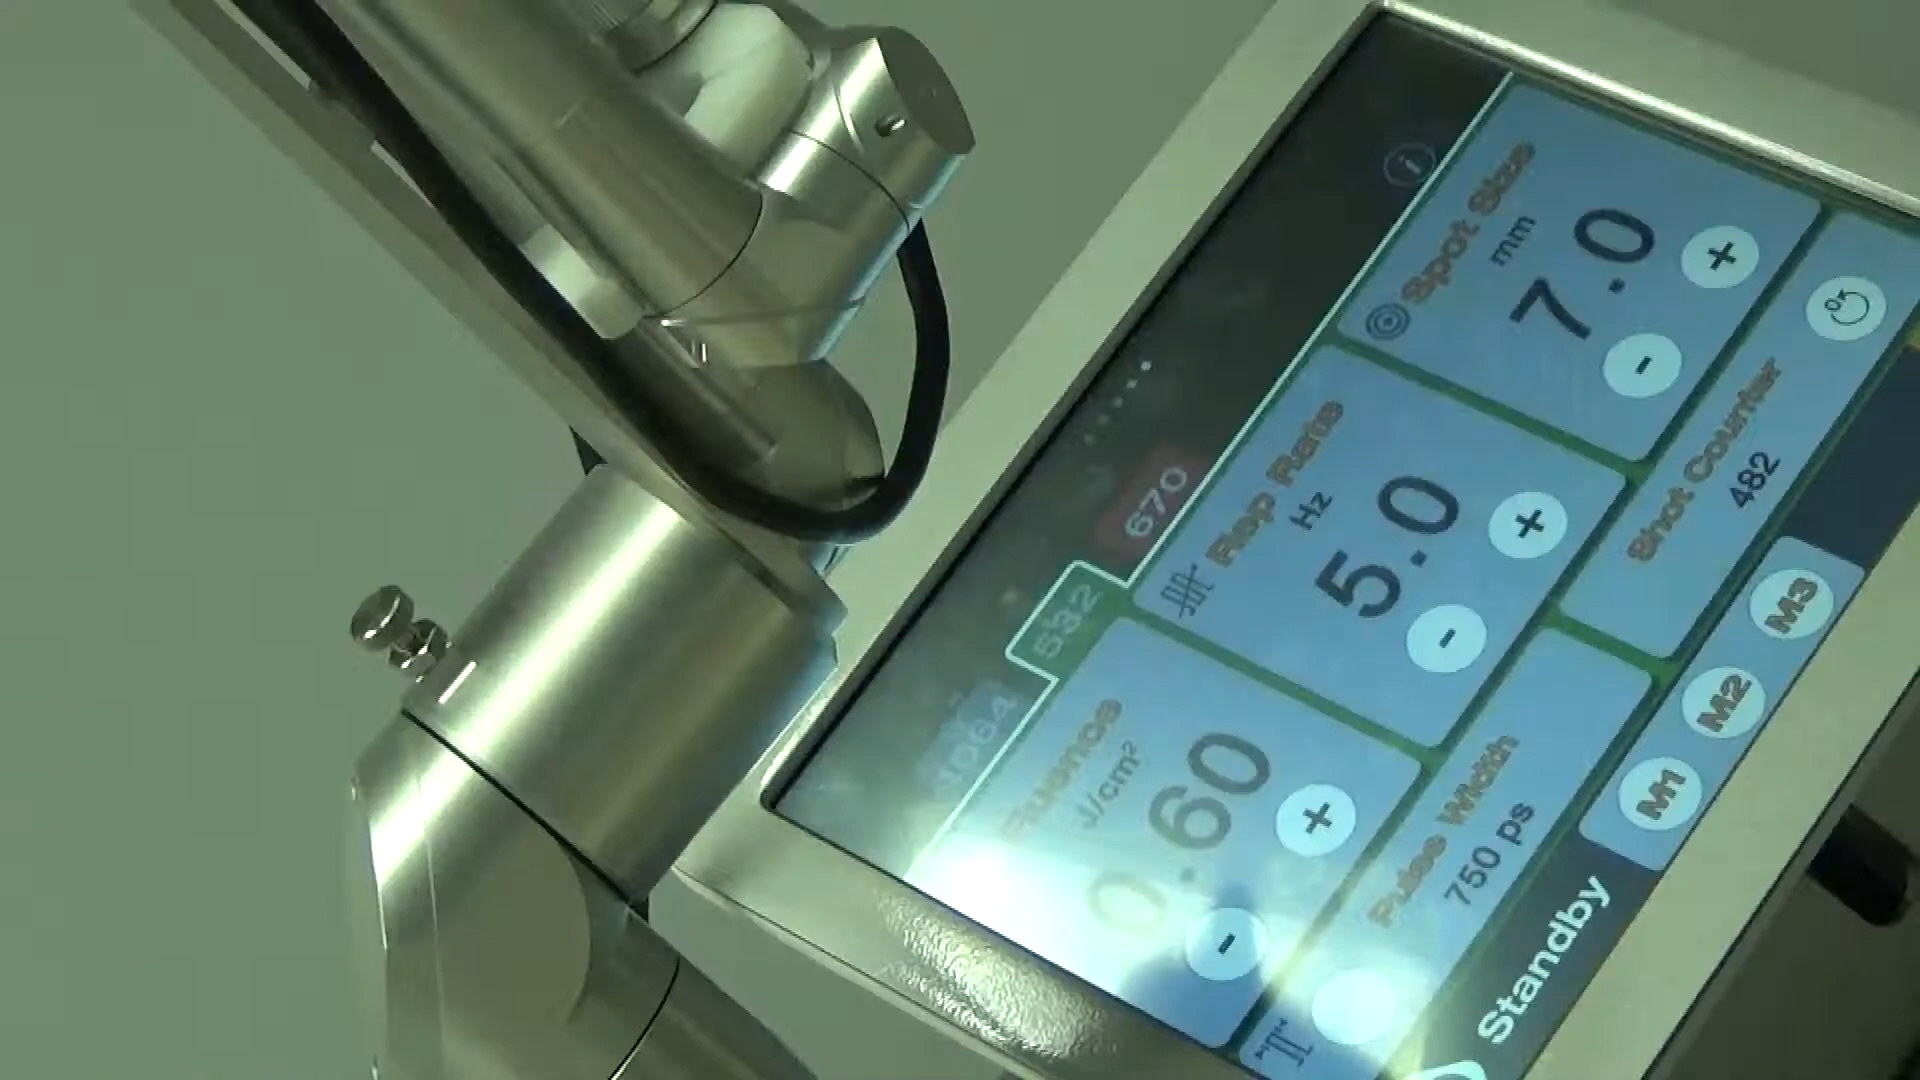 1064
532
670
i
Fluence
J/cm²
0.60
+
-
Rep Rate
Hz
5.0
+
-
Spot Size
mm
7.0
+
-
Pulse Width
750 ps
Shot Counter
482
0
Standby
M1
M2
M3